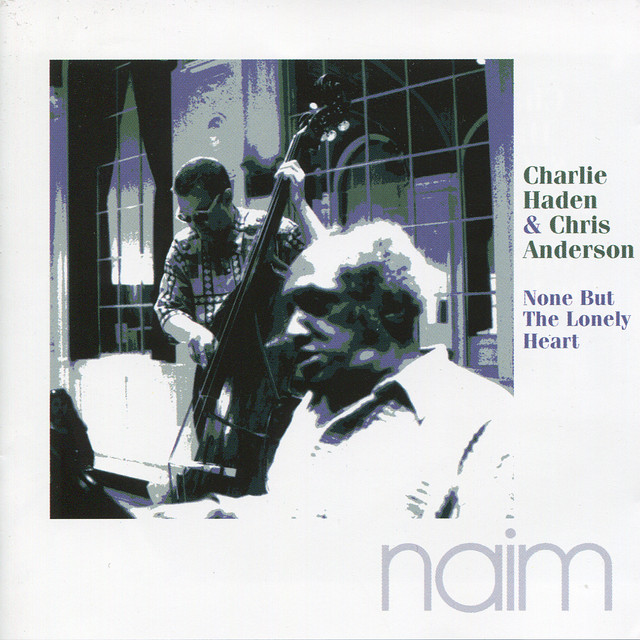 Charlie
Haden
& Chris
Anderson
None But
The Lonely
Heart
naim